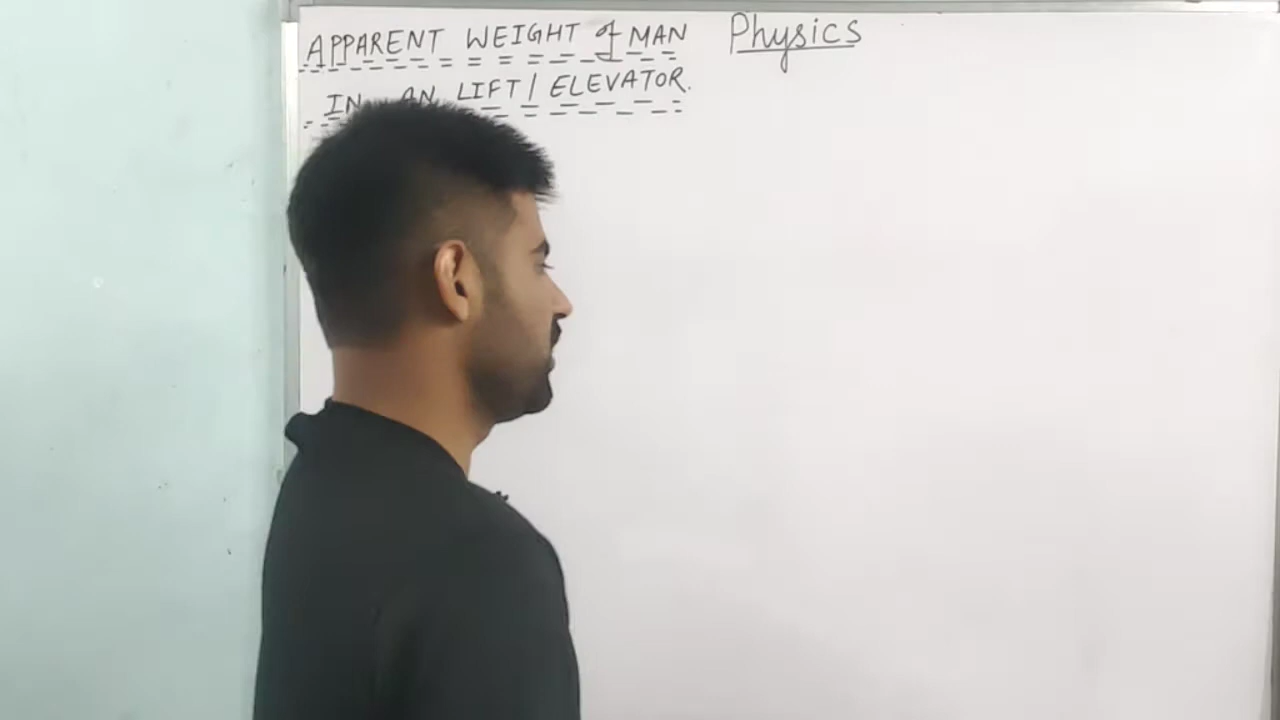 APPARENT WEIGHT of MAN Physics
IN AN LIFT/ELEVATOR.